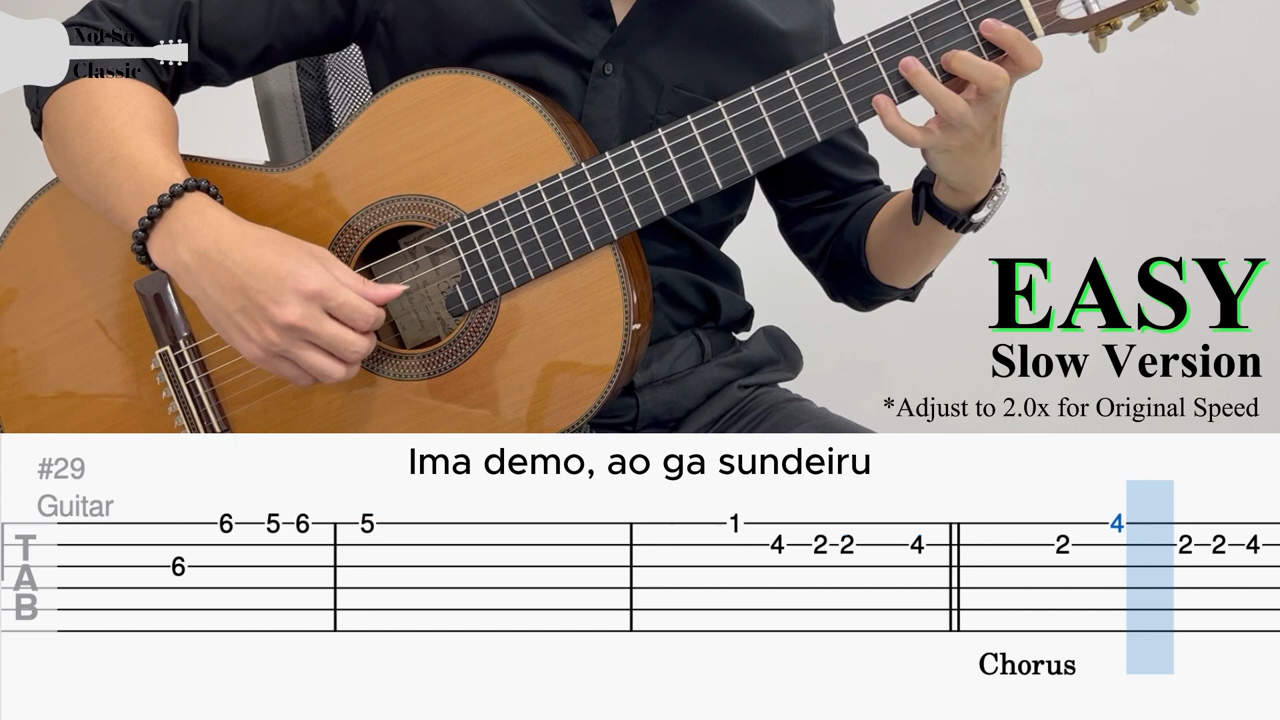 Not So
Classic
EASY
Slow Version
*Adjust to 2.0x for Original Speed
Ima demo, ao ga sundeiru
#29
Guitar
6 5 6 5 1 4
T 4 2 2 4 2 2 2 4
A 6
B
Chorus